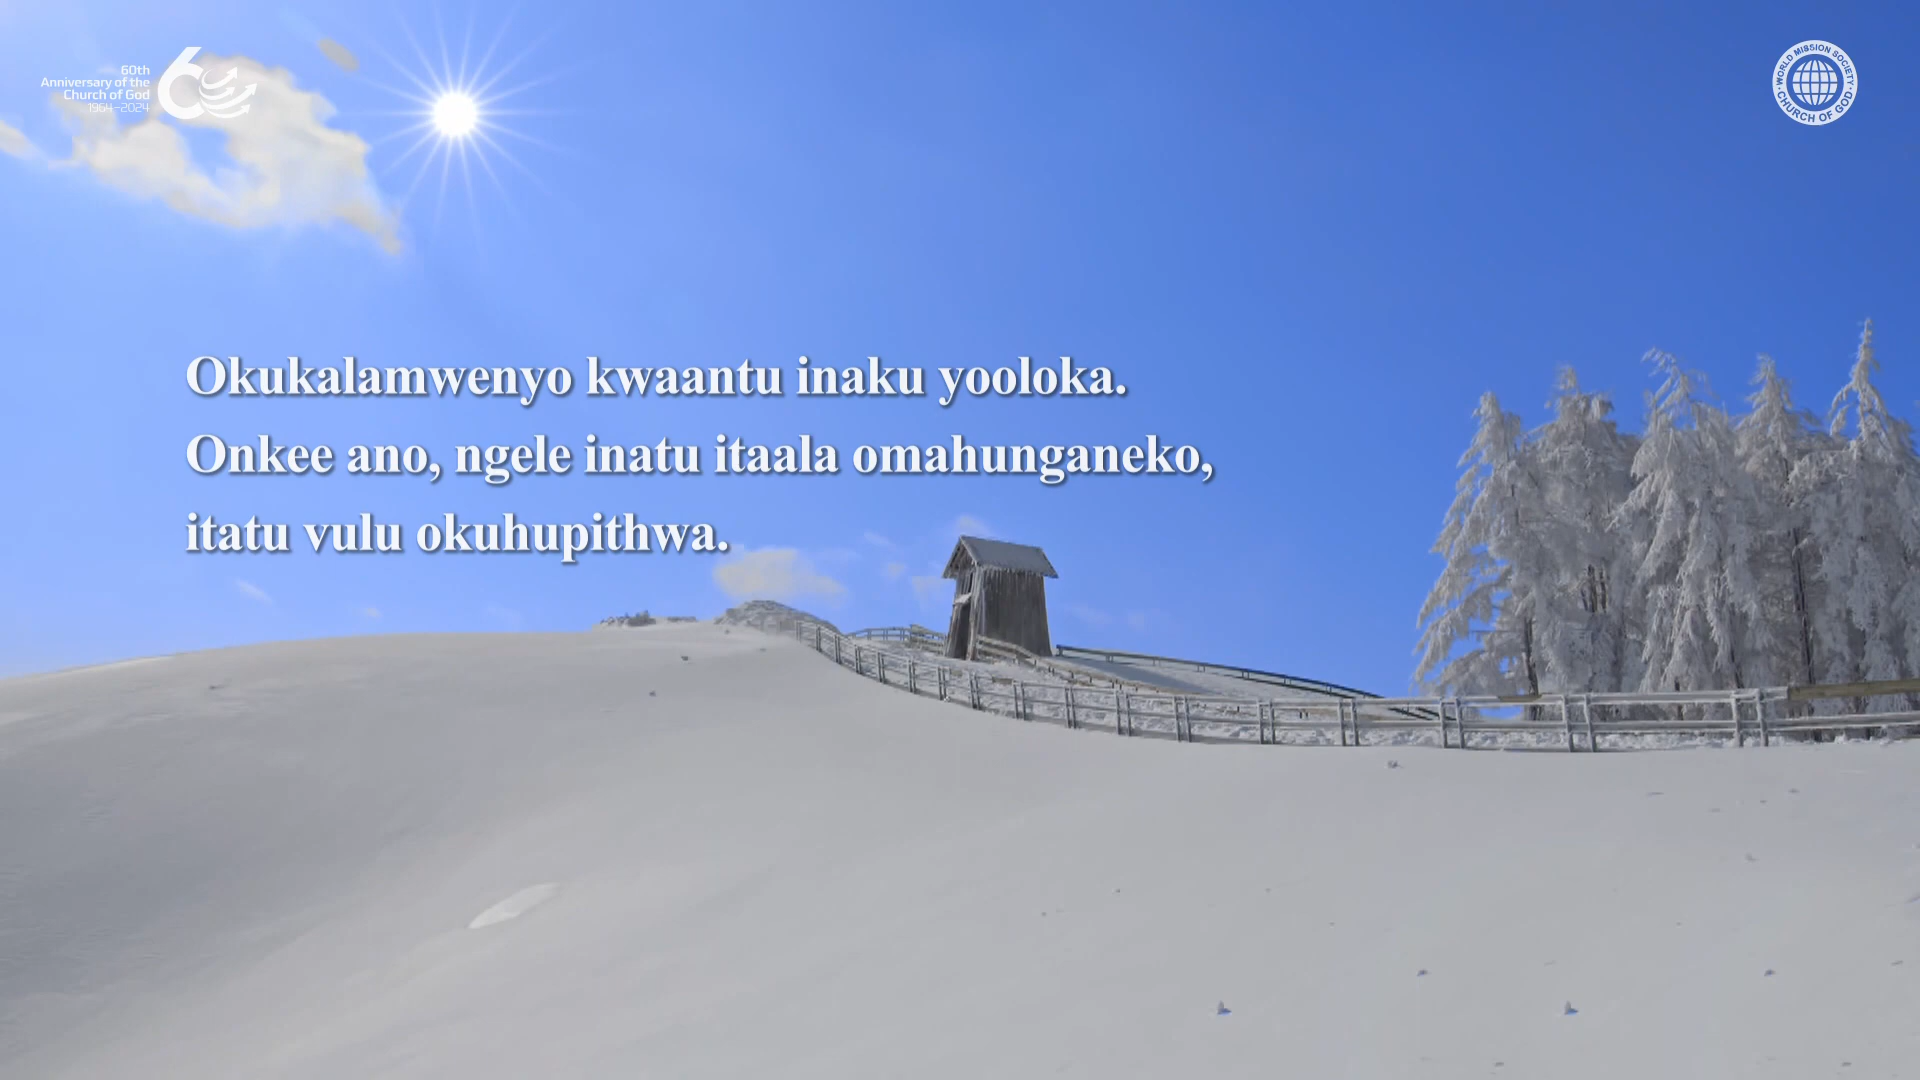 60th
Anniversary of the
Church of God
1964–2024
60
WORLD MISSION SOCIETY
CHURCH OF GOD
Okukalamwenyo kwaantu inaku yooloka.
Onkee ano, ngele inatu itaala omahunganeko,
itatu vulu okuhupithwa.